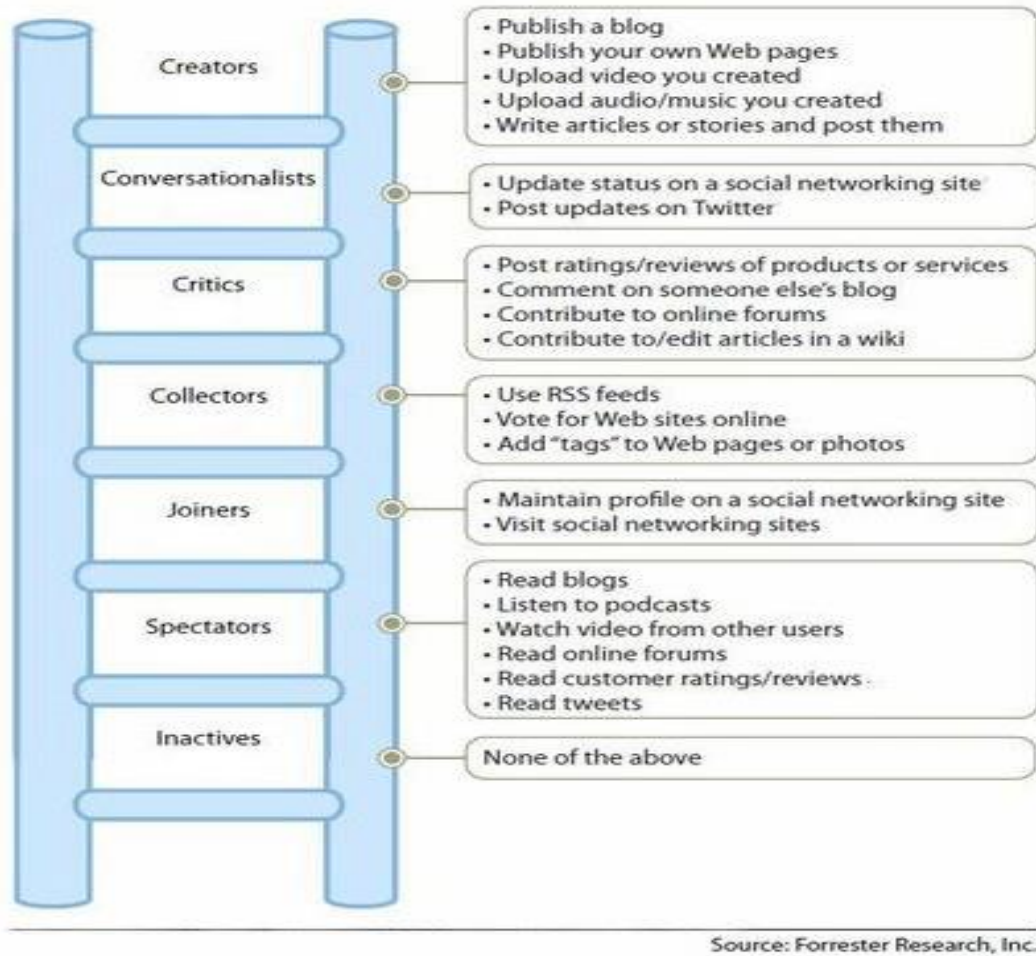 Creators
• Publish a blog
• Publish your own Web pages
• Upload video you created
• Upload audio/music you created
• Write articles or stories and post them
Conversationalists
• Update status on a social networking site
• Post updates on Twitter
Critics
• Post ratings/reviews of products or services
• Comment on someone else's blog
• Contribute to online forums
• Contribute to/edit articles in a wiki
Collectors
• Use RSS feeds
• Vote for Web sites online
• Add “tags” to Web pages or photos
Joiners
• Maintain profile on a social networking site
• Visit social networking sites
Spectators
• Read blogs
• Listen to podcasts
• Watch video from other users
• Read online forums
• Read customer ratings/reviews
• Read tweets
Inactives
None of the above
Source: Forrester Research, Inc.